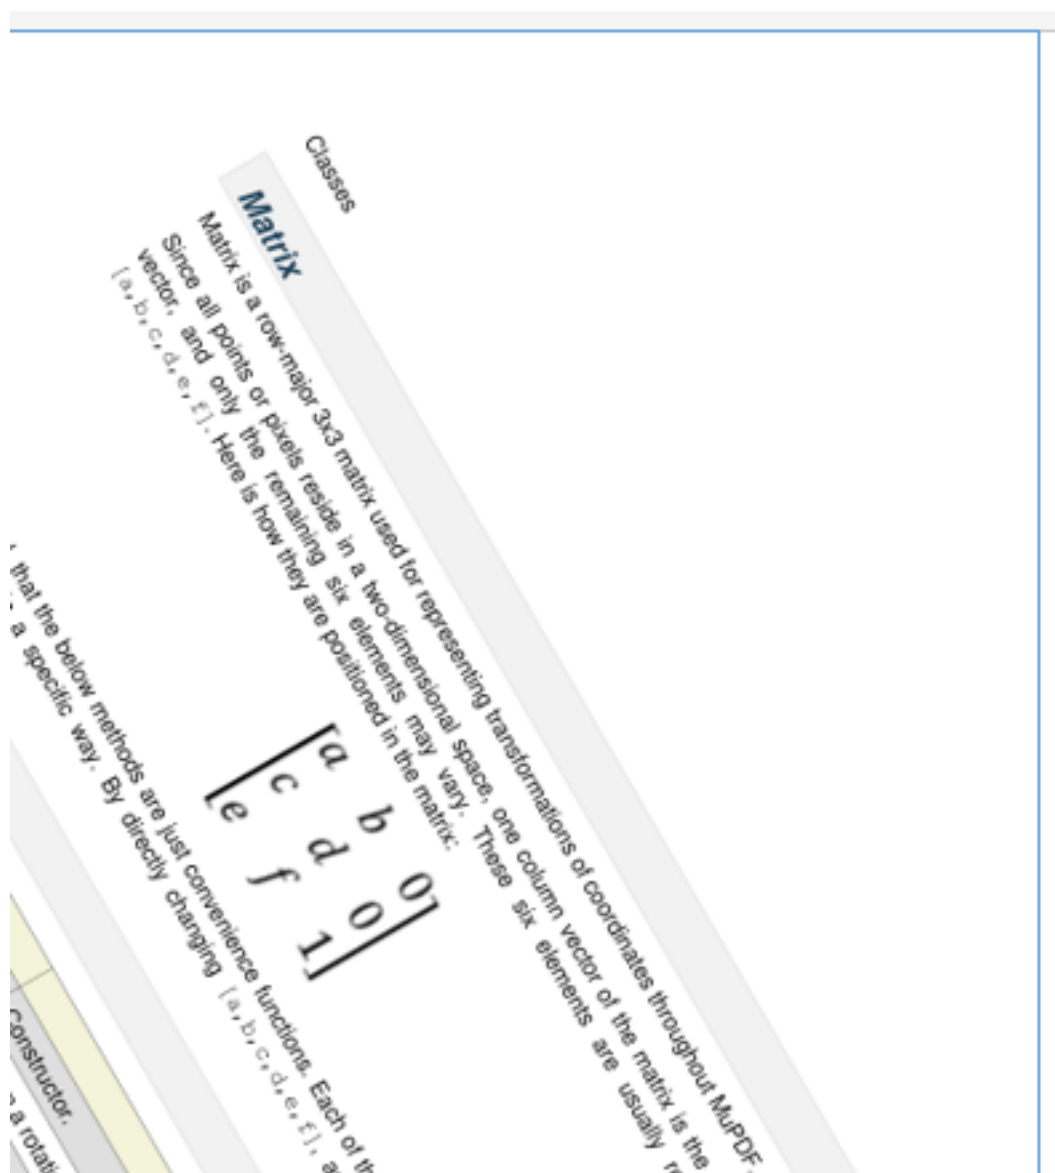 Classes
Matrix
Matrix is a row-major 3x3 matrix used for representing transformations of coordinates throughout MuPDF.
Since all points or pixels reside in a two-dimensional space, one column vector of the matrix is the
vector, and only the remaining six elements may vary. These six elements are usually
[a,b,c,d,e,f]. Here is how they are positioned in the matrix:
a b 0
c d 0
e f 1
that the below methods are just convenience functions. Each of
a specific way. By directly changing [a,b,c,d,e,f],
Constructor.
a